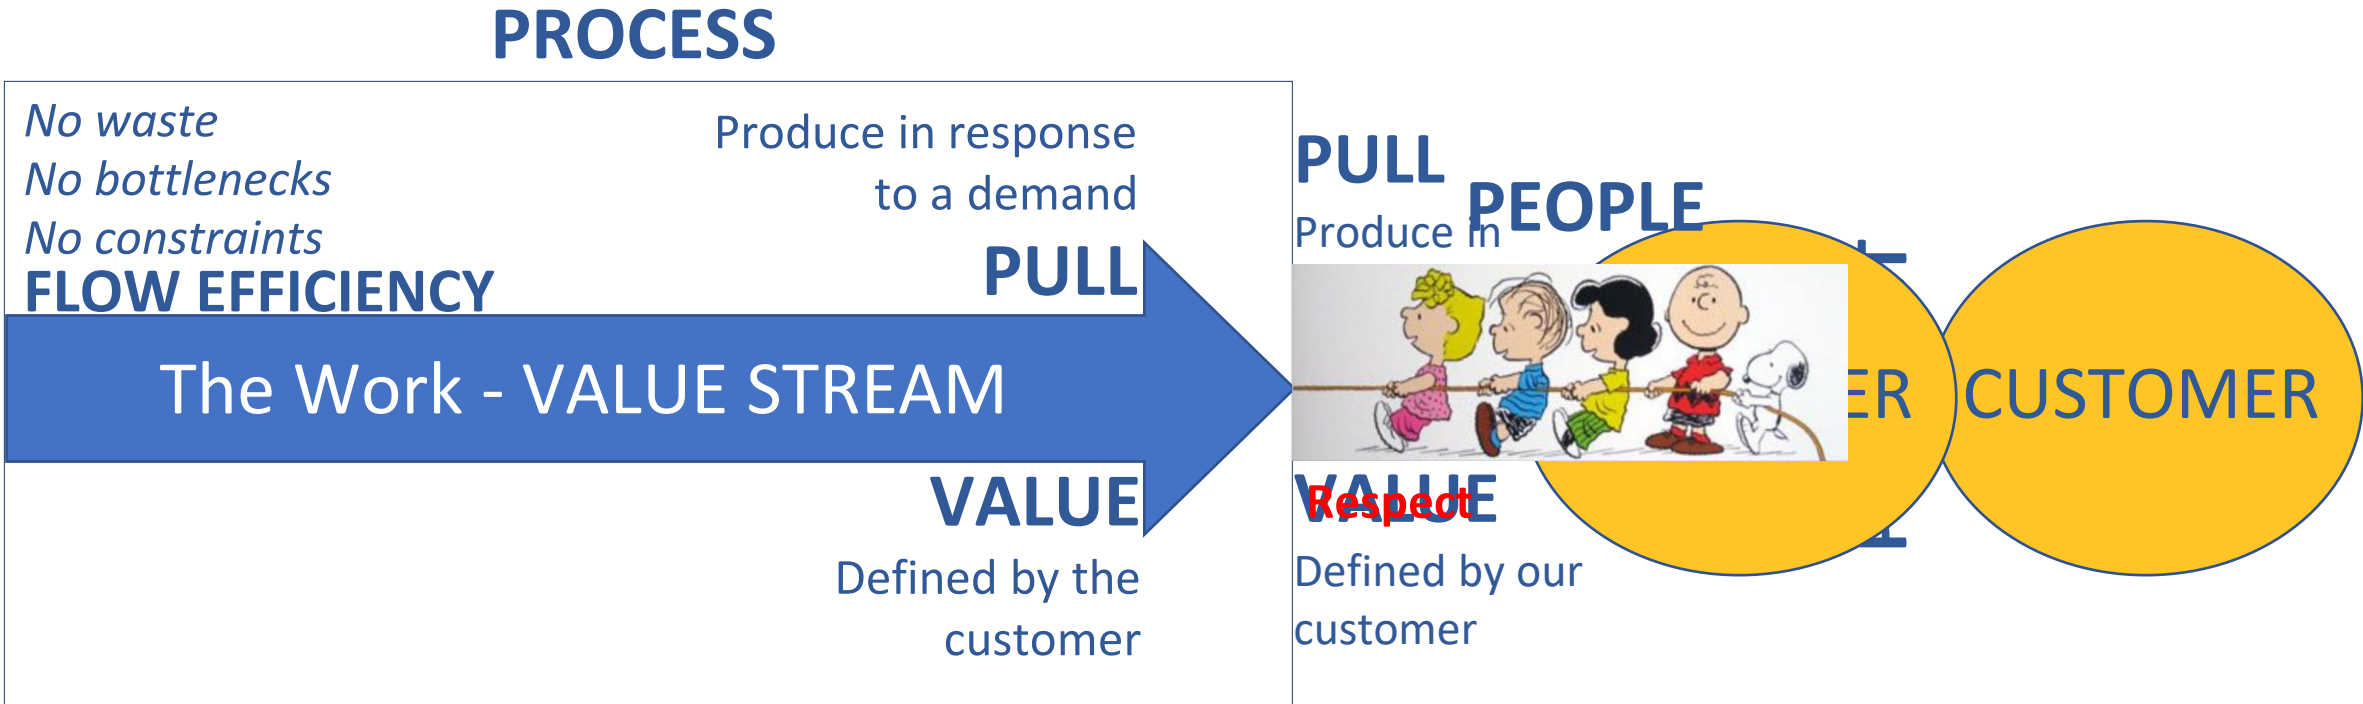 PROCESS
No waste
No bottlenecks
No constraints
FLOW EFFICIENCY
Produce in response
to a demand
PULL
The Work - VALUE STREAM
VALUE
Defined by the
customer
PULL
PEOPLE
Produce in
VALUE
Respect
Defined by our
customer
ER
CUSTOMER